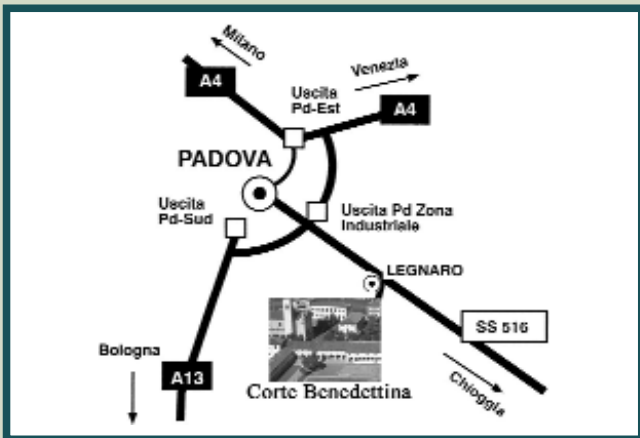 Milano
A4
Venezia
Uscita
Pd-Est
A4
PADOVA
Uscita
Pd-Sud
Uscita Pd Zona
Industriale
LEGNARO
SS 516
Bologna
A13
Chioggia
Corte Benedettina